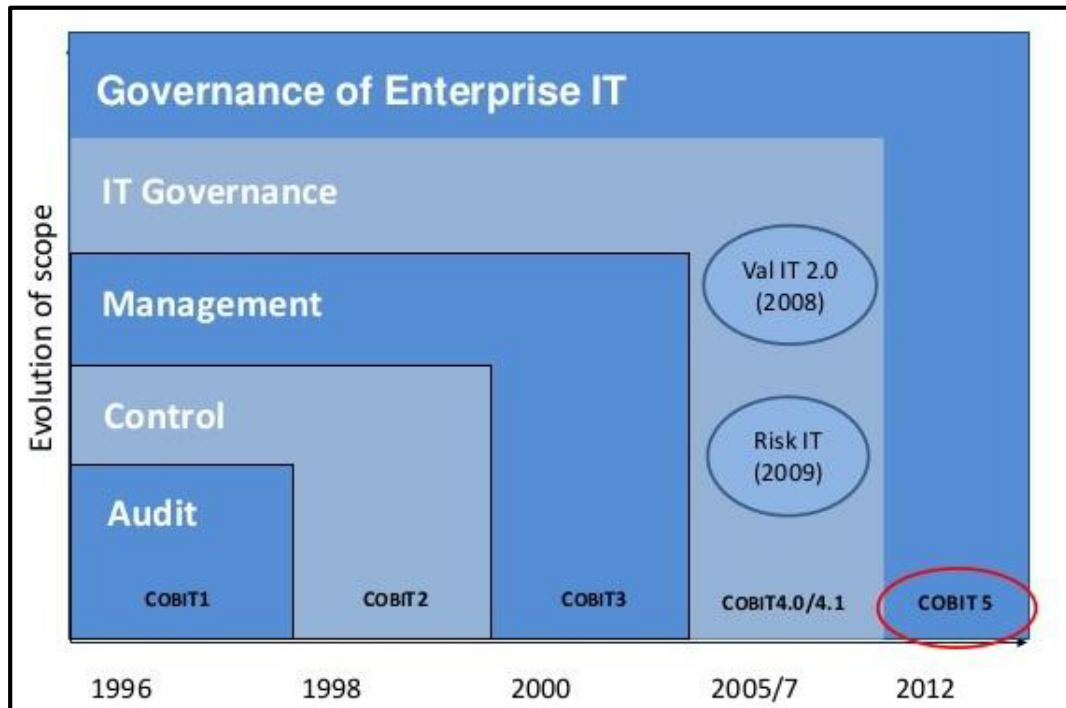 Governance of Enterprise IT
IT Governance
Val IT 2.0
(2008)
Management
Control
Risk IT
(2009)
Audit
COBIT1
COBIT2
COBIT3
COBIT4.0/4.1
COBIT 5
1996
1998
2000
2005/7
2012
Evolution of scope